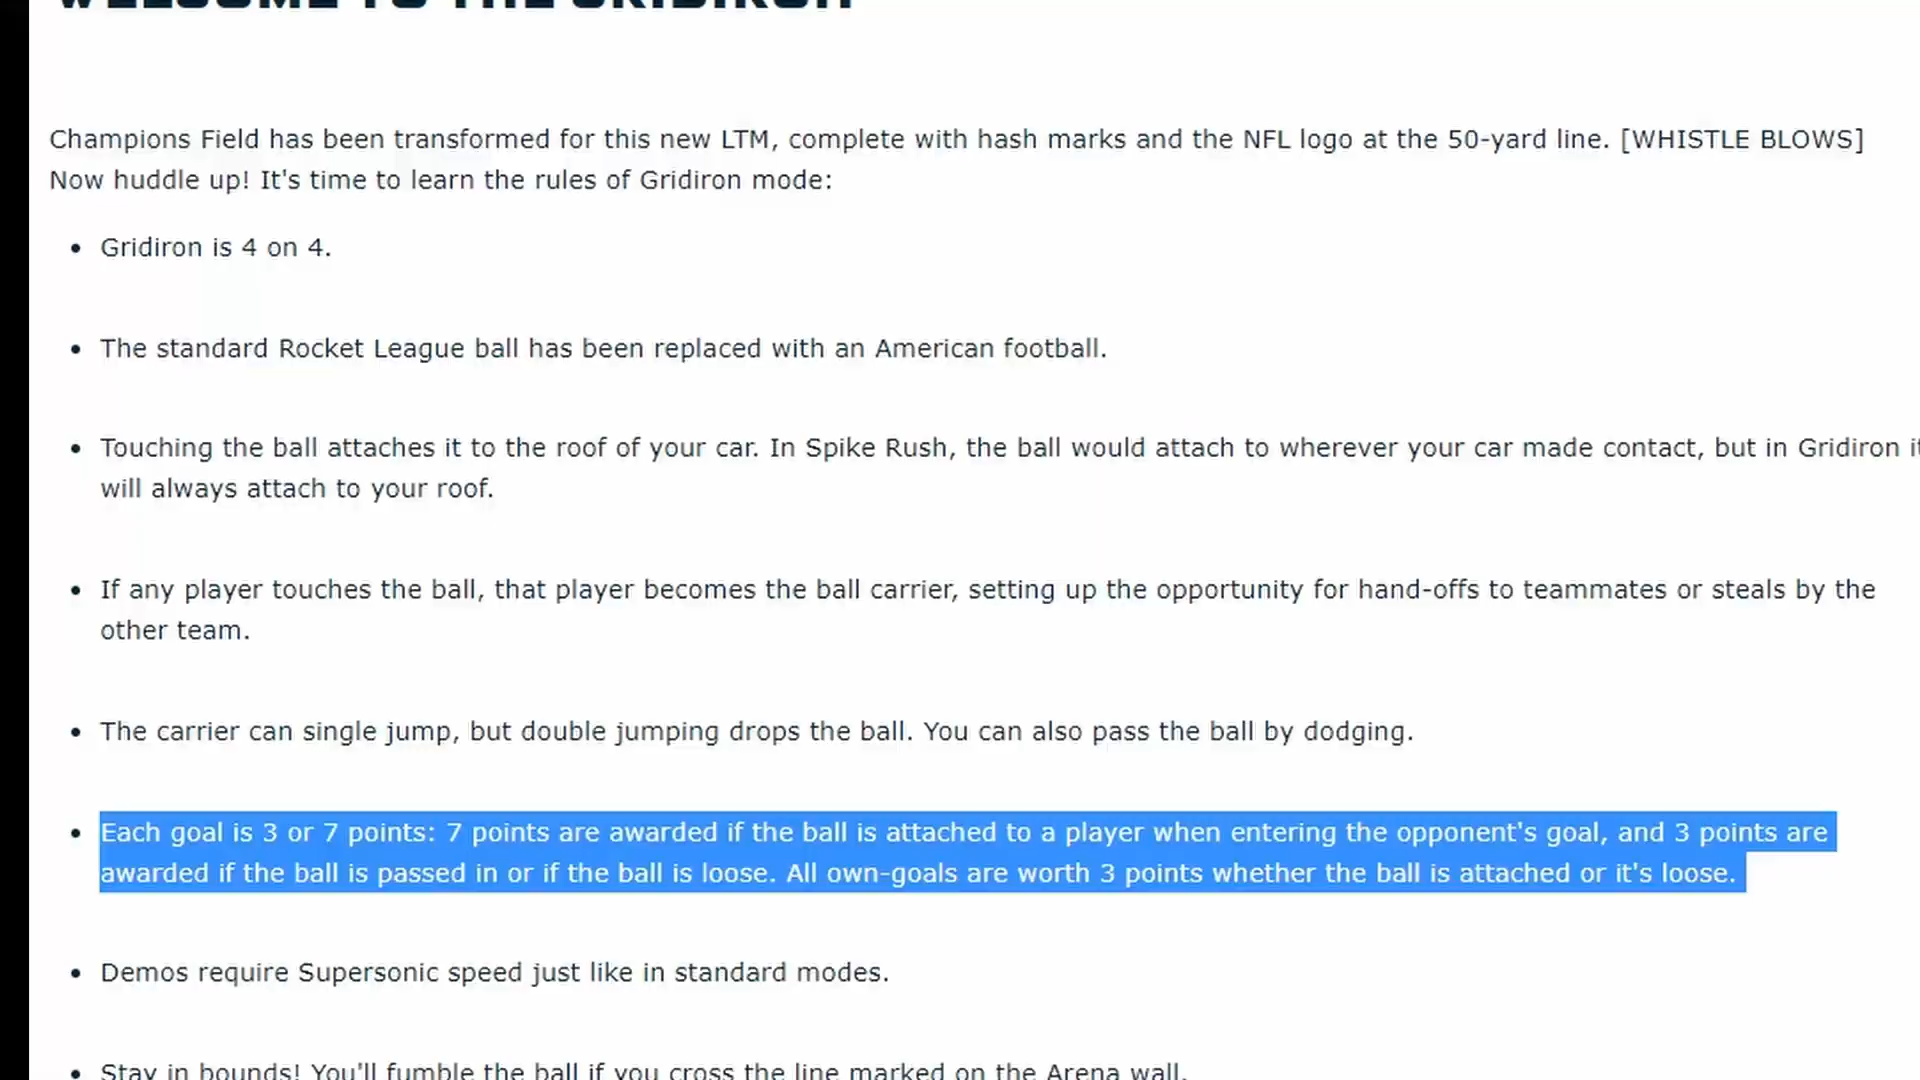 WELCOME TO THE GRIDIRON
Champions Field has been transformed for this new LTM, complete with hash marks and the NFL logo at the 50-yard line. [WHISTLE BLOWS]
Now huddle up! It's time to learn the rules of Gridiron mode:
• Gridiron is 4 on 4.
• The standard Rocket League ball has been replaced with an American football.
• Touching the ball attaches it to the roof of your car. In Spike Rush, the ball would attach to wherever your car made contact, but in Gridiron it
will always attach to your roof.
• If any player touches the ball, that player becomes the ball carrier, setting up the opportunity for hand-offs to teammates or steals by the
other team.
• The carrier can single jump, but double jumping drops the ball. You can also pass the ball by dodging.
• Each goal is 3 or 7 points: 7 points are awarded if the ball is attached to a player when entering the opponent's goal, and 3 points are
awarded if the ball is passed in or if the ball is loose. All own-goals are worth 3 points whether the ball is attached or it's loose.
• Demos require Supersonic speed just like in standard modes.
• Stay in bounds! You'll fumble the ball if you cross the line marked on the Arena wall.